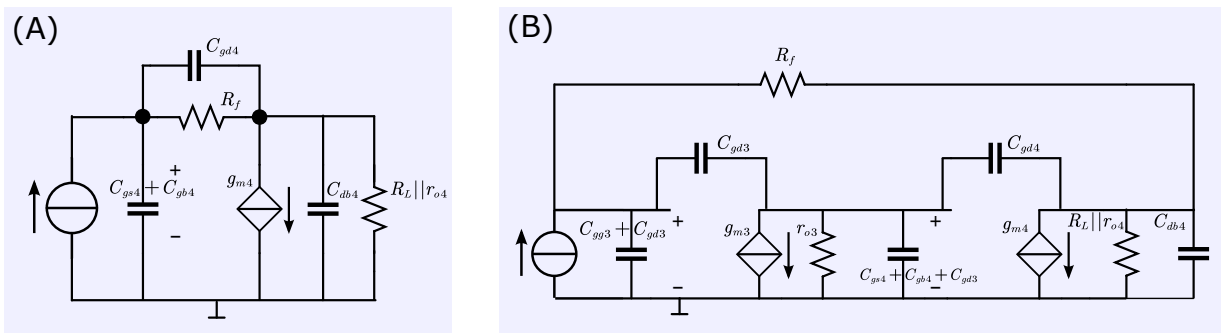 (A)
C_{gd4}
R_f
+
C_{gs4} + C_{gb4}
−
g_{m4}
C_{db4}
R_L||r_{o4}
(B)
R_f
C_{gd3}
C_{gd4}
+
C_{gg3} + C_{gd3}
−
g_{m3}
r_{o3}
+
C_{gs4} + C_{gb4} + C_{gd3}
−
g_{m4}
R_L||r_{o4}
C_{db4}